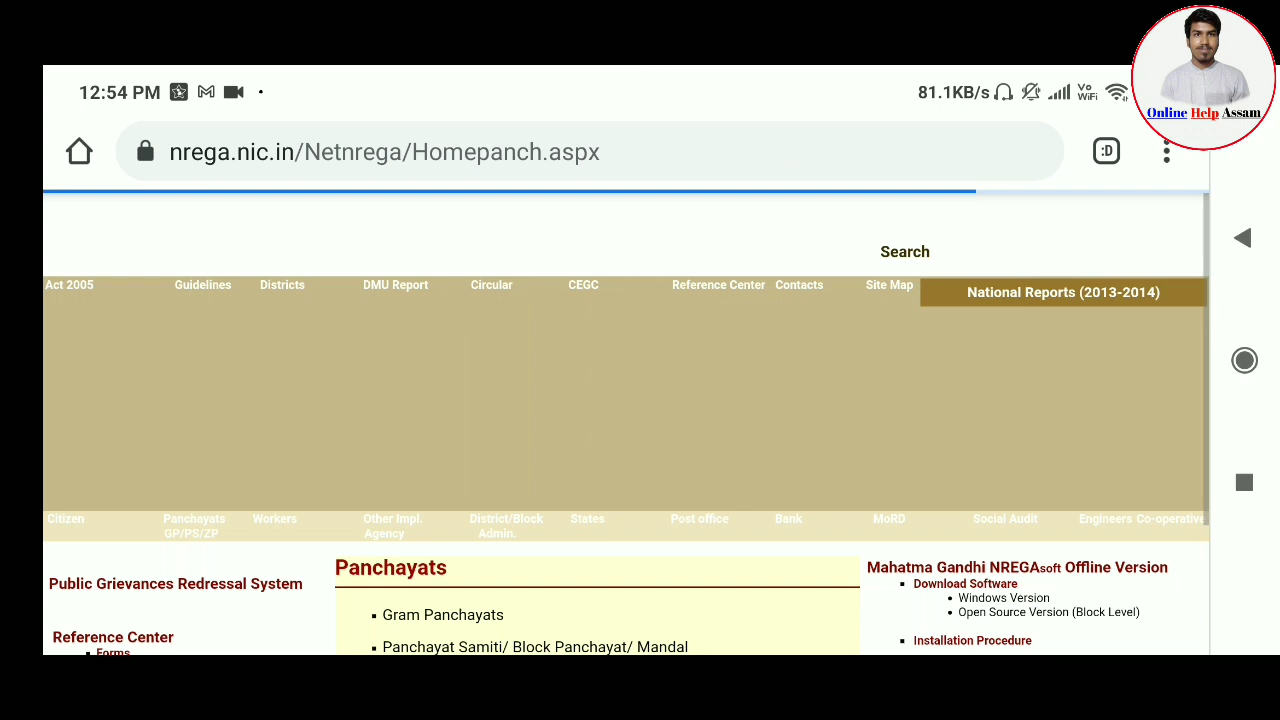 12:54 PM
81.1KB/s
Vo
WiFi
Online Help Assam
nrega.nic.in/Netnrega/Homepanch.aspx
:D
Search
Act 2005 Guidelines Districts DMU Report Circular CEGC Reference Center Contacts Site Map National Reports (2013-2014)
Citizen Panchayats Workers Other Impl. District/Block States Post office Bank MoRD Social Audit Engineers Co-operative
GP/PS/ZP Agency Admin.
Public Grievances Redressal System
Reference Center
Forms
Panchayats
Gram Panchayats
Panchayat Samiti/ Block Panchayat/ Mandal
Mahatma Gandhi NREGAsoft Offline Version
Download Software
Windows Version
Open Source Version (Block Level)
Installation Procedure